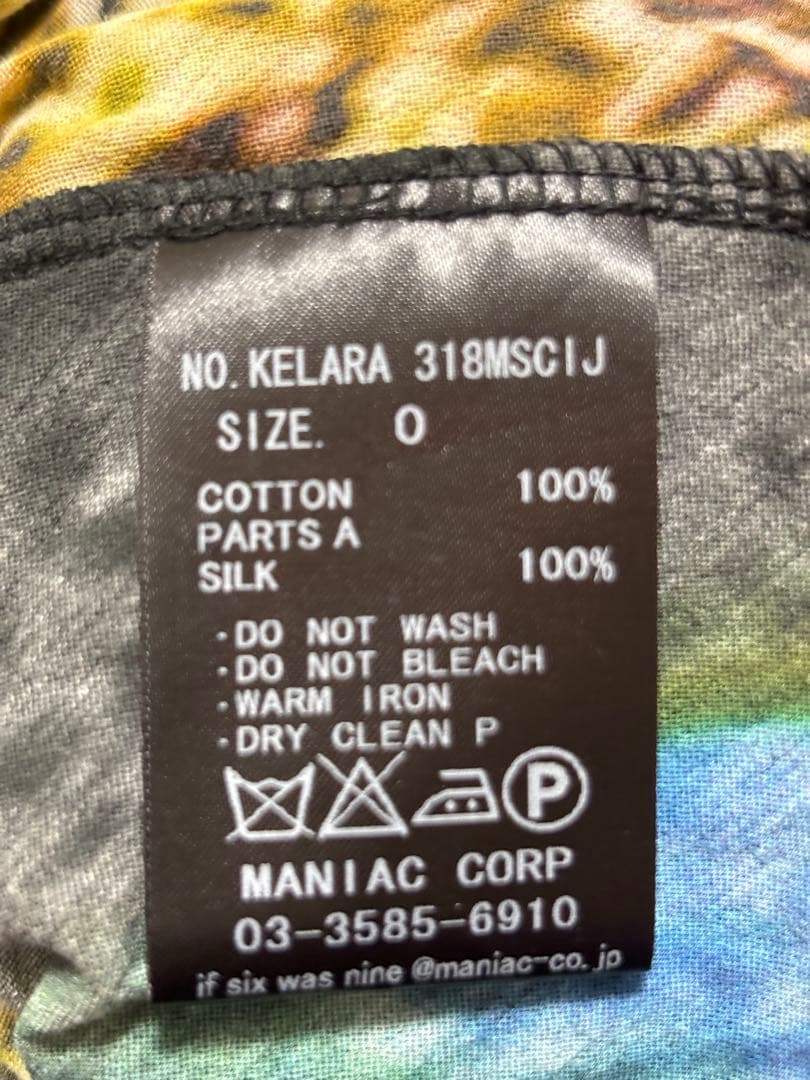 NO.KELARA 318MSCIJ
SIZE. 0
COTTON 100%
PARTS A
SILK 100%
·DO NOT WASH
·DO NOT BLEACH
·WARM IRON
·DRY CLEAN P
P
MANIAC CORP
03-3585-6910
if six was nine @maniac-co.jp